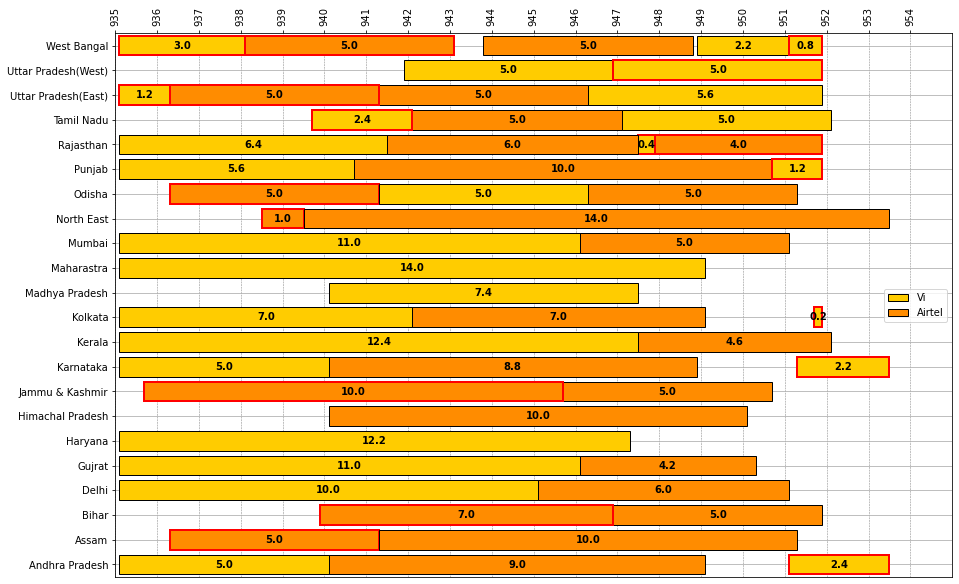 935 936 937 938 939 940 941 942 943 944 945 946 947 948 949 950 951 952 953 954
West Bangal 3.0 5.0 5.0 2.2 0.8
Uttar Pradesh(West) 5.0 5.0
Uttar Pradesh(East) 1.2 5.0 5.0 5.6
Tamil Nadu 2.4 5.0 5.0
Rajasthan 6.4 6.0 0.4 4.0
Punjab 5.6 10.0 1.2
Odisha 5.0 5.0 5.0
North East 1.0 14.0
Mumbai 11.0 5.0
Maharastra 14.0
Madhya Pradesh 7.4
Vi
Kolkata 7.0 7.0 0.2
Airtel
Kerala 12.4 4.6
Karnataka 5.0 8.8 2.2
Jammu & Kashmir 10.0 5.0
Himachal Pradesh 10.0
Haryana 12.2
Gujrat 11.0 4.2
Delhi 10.0 6.0
Bihar 7.0 5.0
Assam 5.0 10.0
Andhra Pradesh 5.0 9.0 2.4